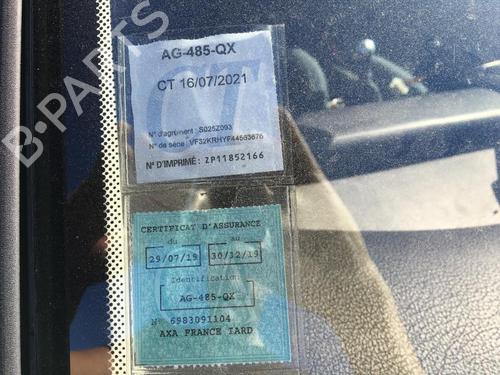 B-PARTS
AG-485-QX
CT 16/07/2021
N° d'agrément : S025Z093
N° de série : VF32KRHYF44563676
N° D'IMPRIMÉ : ZP11852166
CERTIFICAT D'ASSURANCE
du au
29/07/19 30/12/19
Identification
AG-485-QX
N° 6983091104
AXA FRANCE IARD